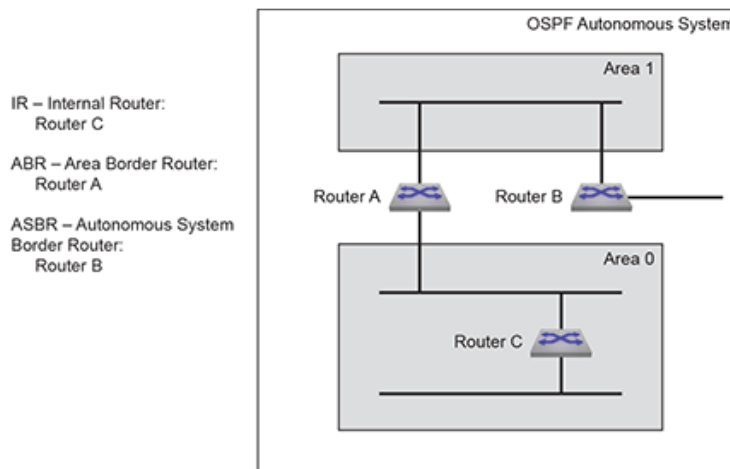 OSPF Autonomous System
Area 1
IR – Internal Router:
Router C
ABR – Area Border Router:
Router A
ASBR – Autonomous System
Border Router:
Router B
Router A
Router B
Area 0
Router C